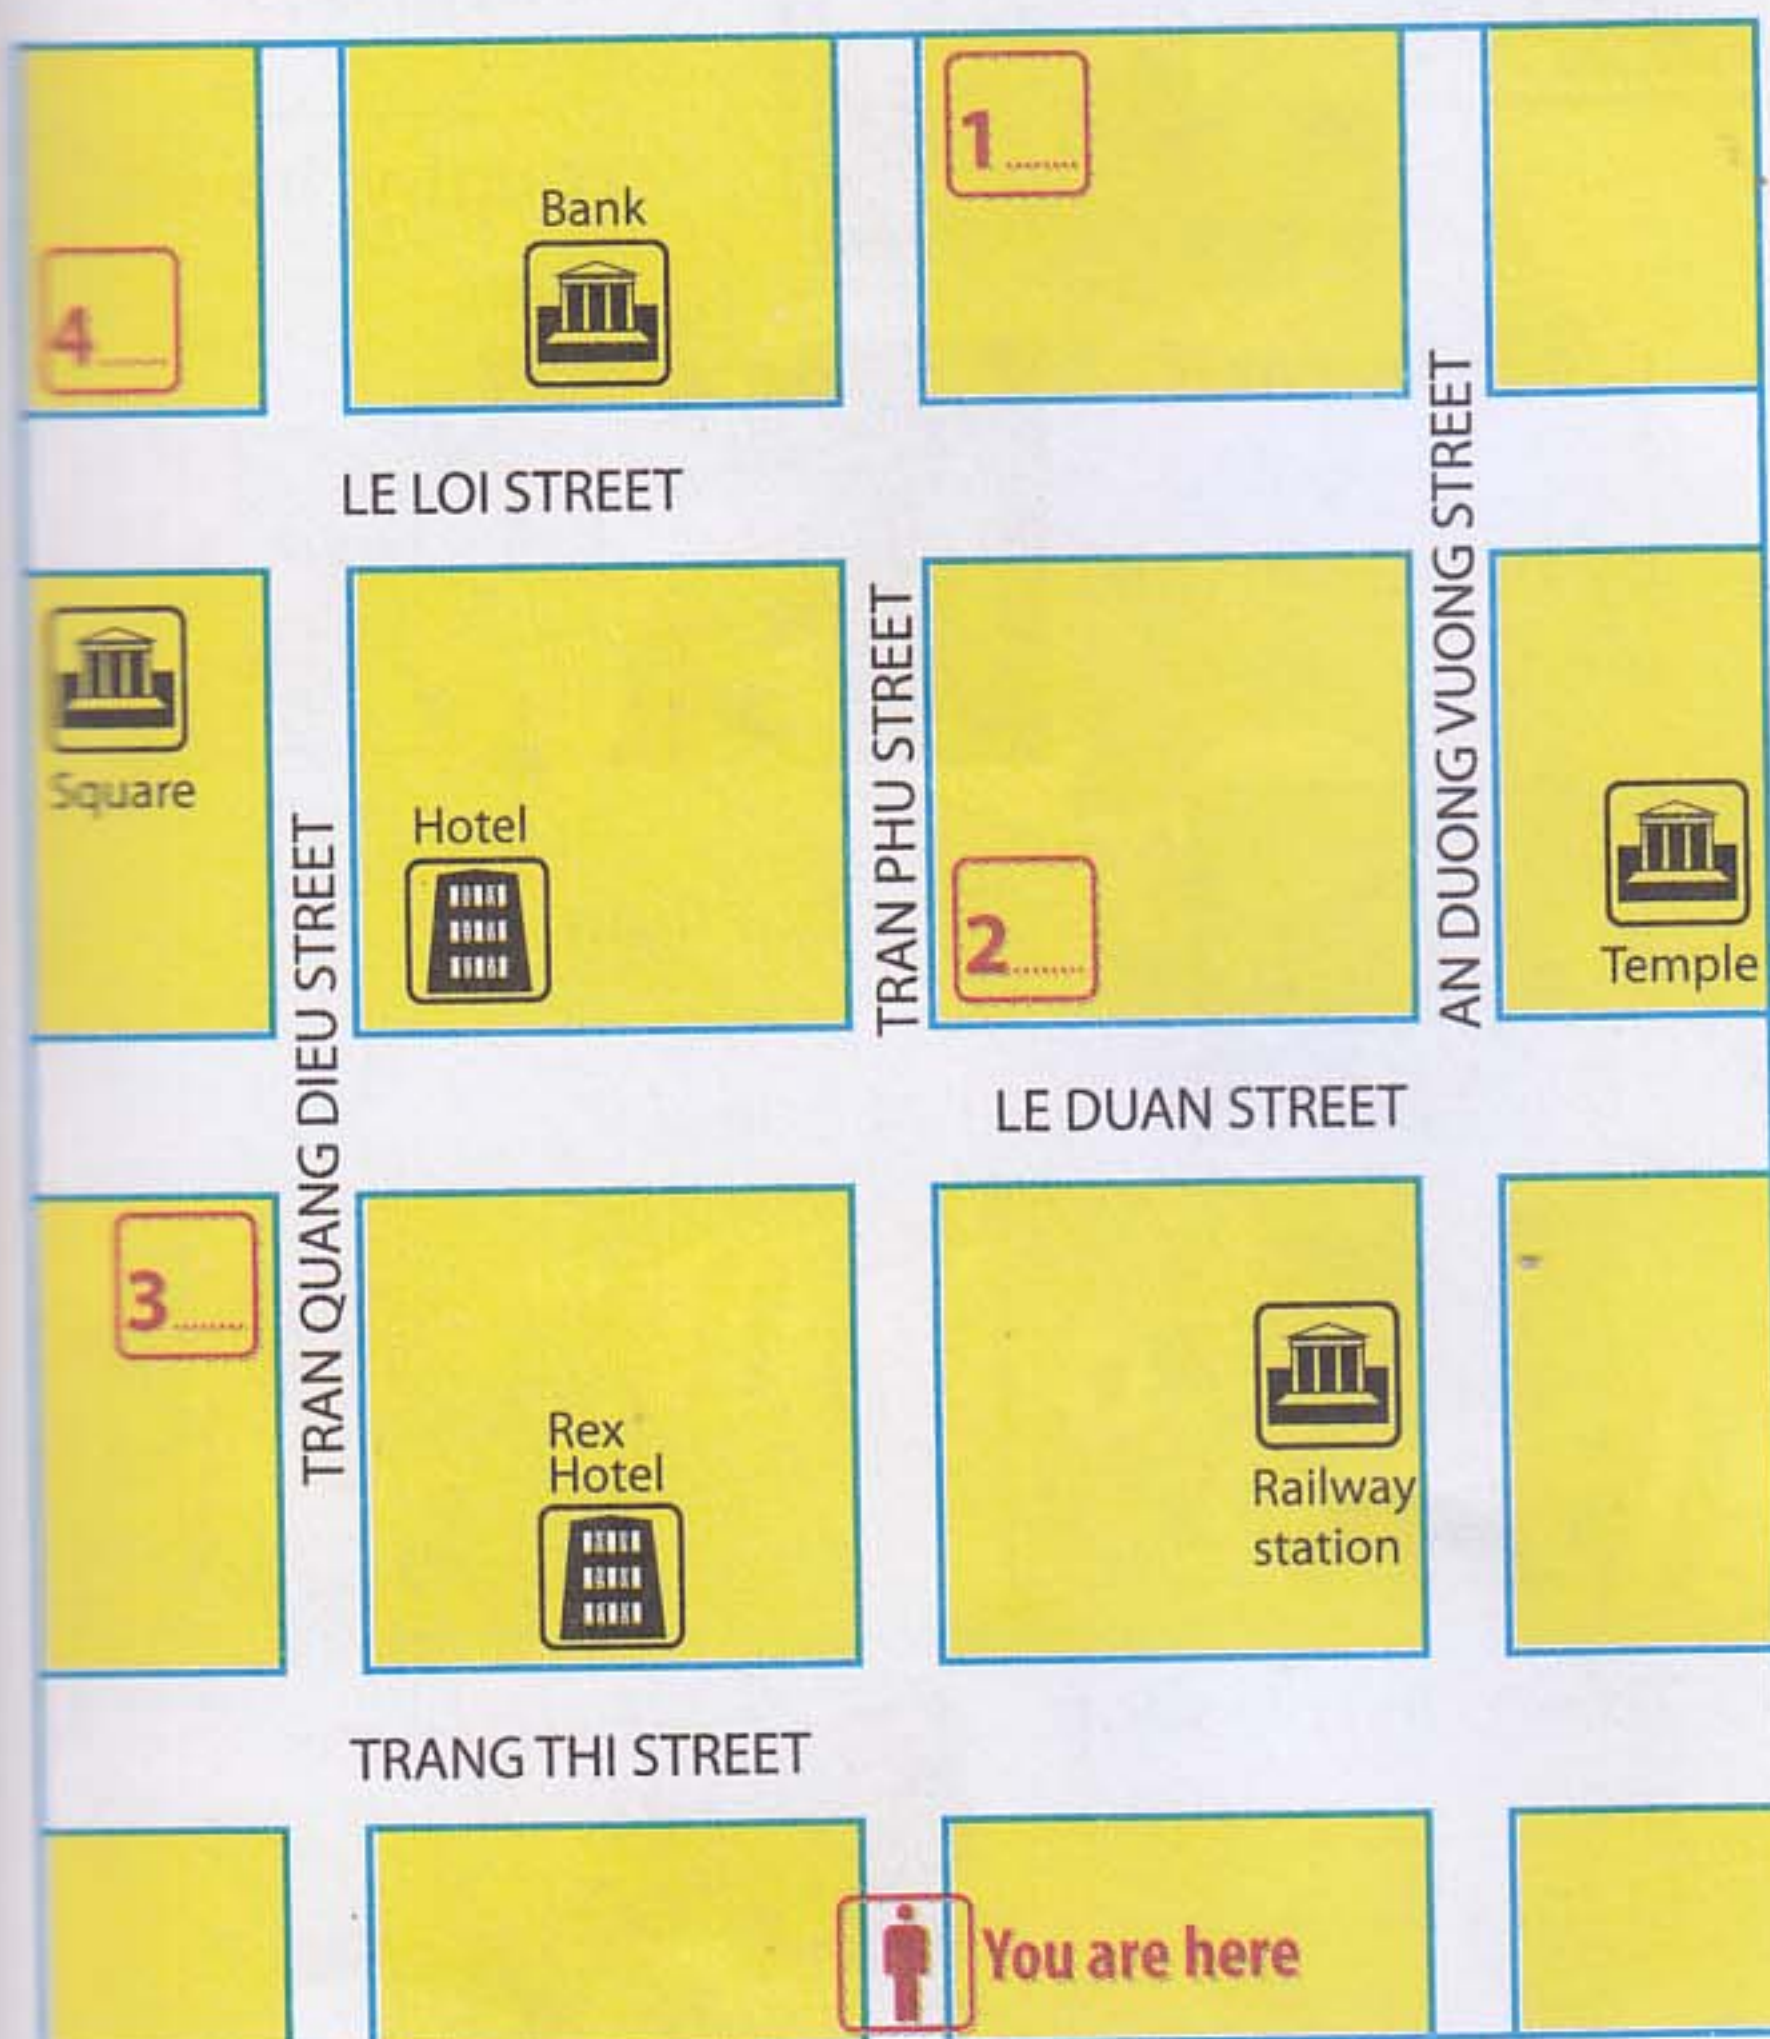 1........
Bank
4........
LE LOI STREET
AN DUONG VUONG STREET
TRAN PHU STREET
Square
Hotel
TRAN QUANG DIEU STREET
2........
Temple
LE DUAN STREET
3........
Rex
Hotel
Railway
station
TRANG THI STREET
You are here